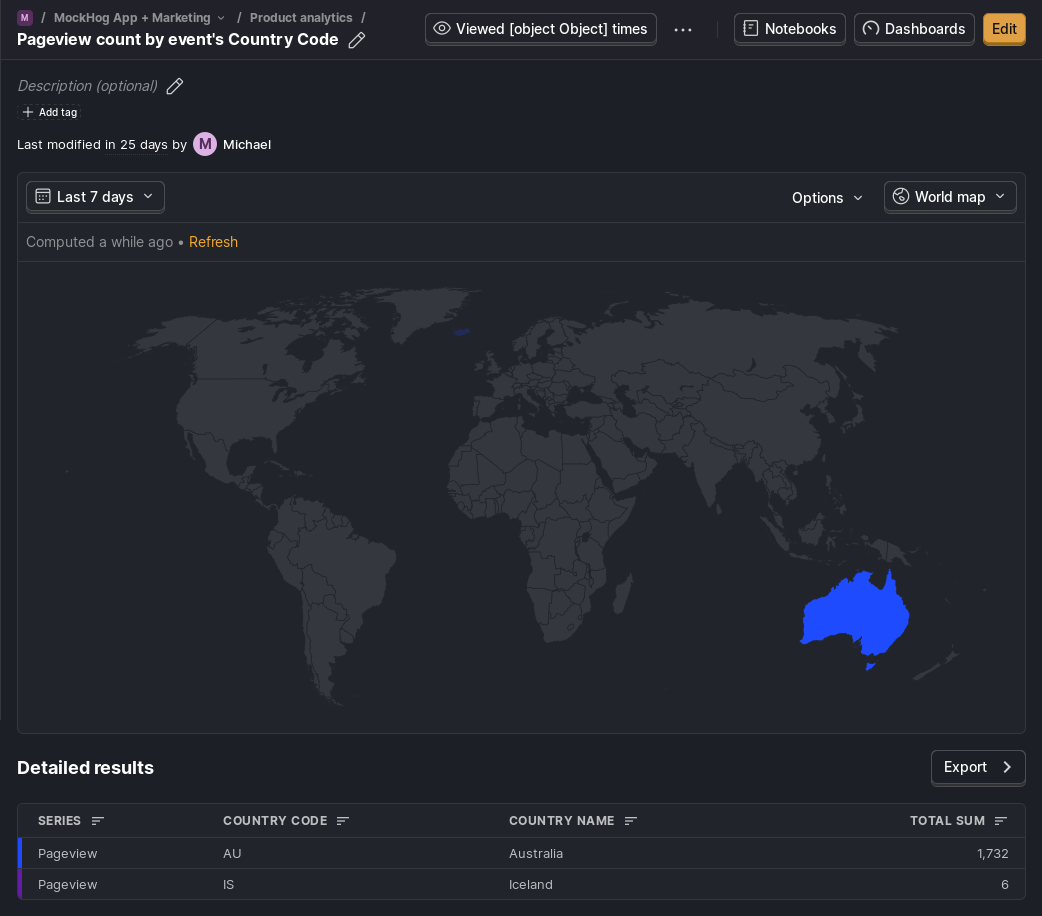 M / MockHog App + Marketing / Product analytics /
Pageview count by event's Country Code
Viewed [object Object] times
Notebooks
Dashboards
Edit
Description (optional)
Add tag
Last modified in 25 days by M Michael
Last 7 days
Options
World map
Computed a while ago • Refresh
Detailed results
Export
SERIES COUNTRY CODE COUNTRY NAME TOTAL SUM
Pageview AU Australia 1,732
Pageview IS Iceland 6